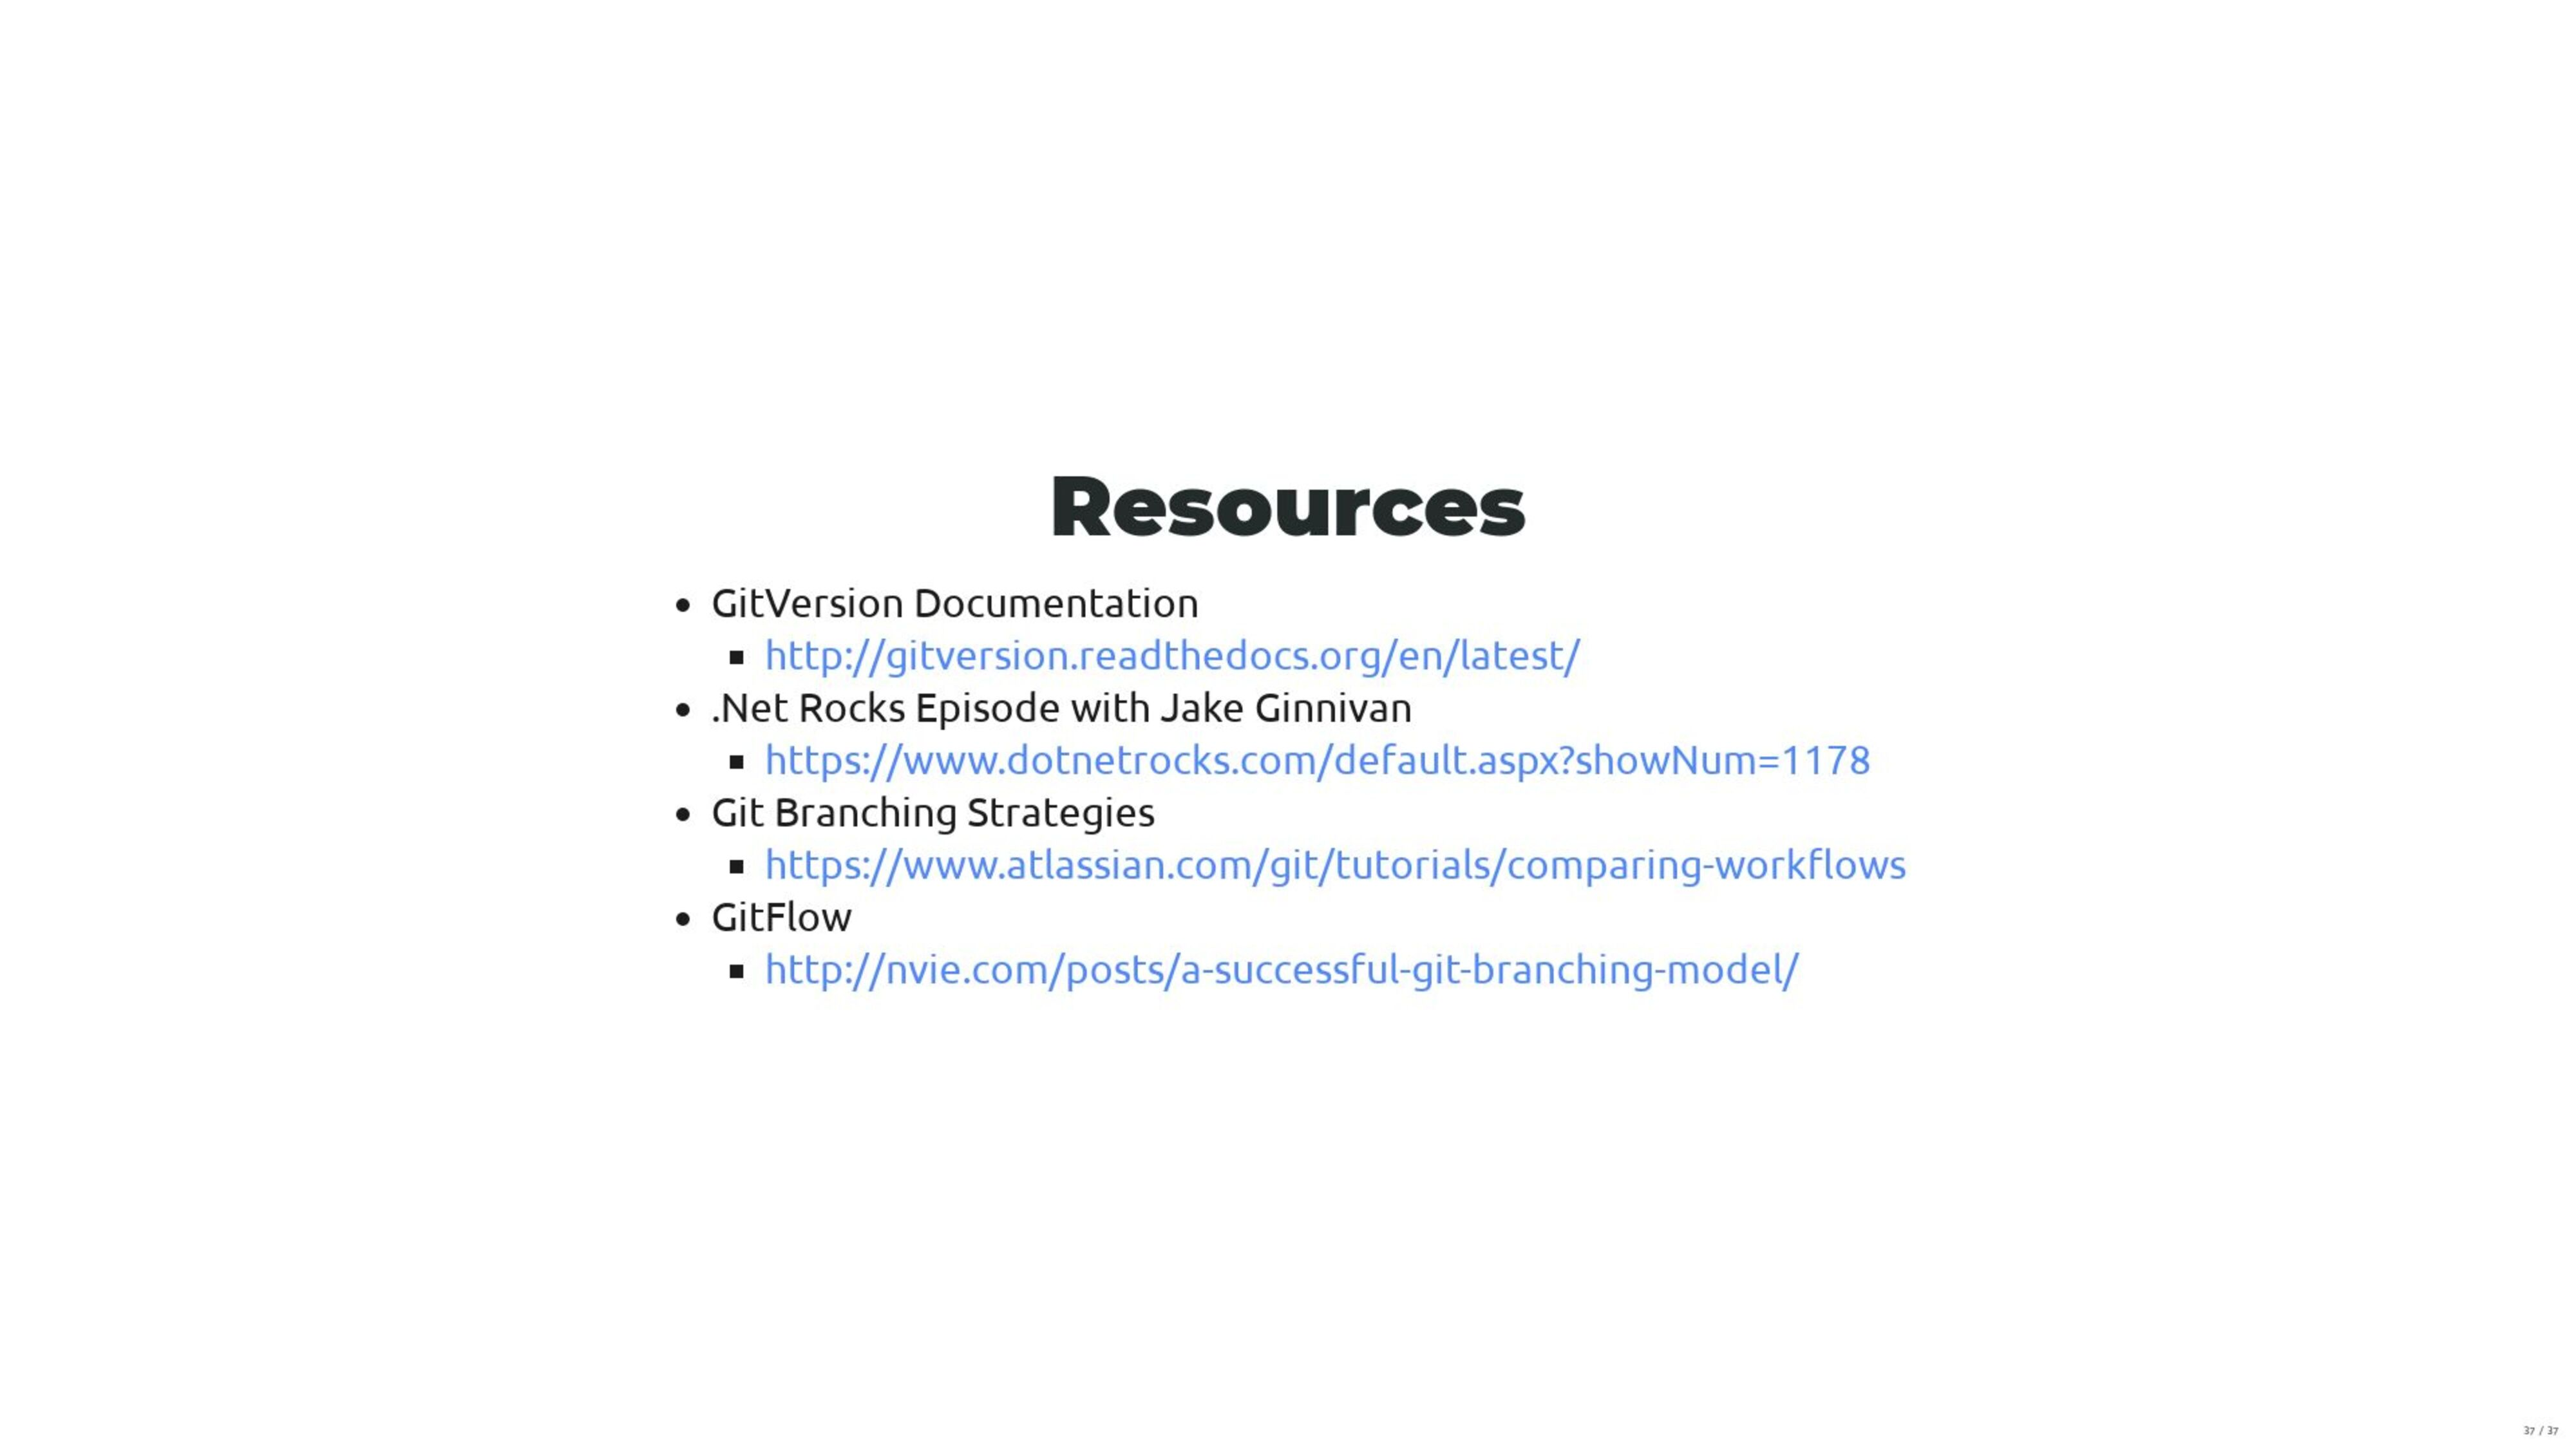 Resources
• GitVersion Documentation
▪ http://gitversion.readthedocs.org/en/latest/
• .Net Rocks Episode with Jake Ginnivan
▪ https://www.dotnetrocks.com/default.aspx?showNum=1178
• Git Branching Strategies
▪ https://www.atlassian.com/git/tutorials/comparing-workflows
• GitFlow
▪ http://nvie.com/posts/a-successful-git-branching-model/
37 / 37